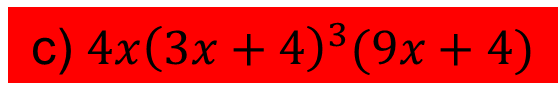 c) 4x(3x + 4)³(9x + 4)